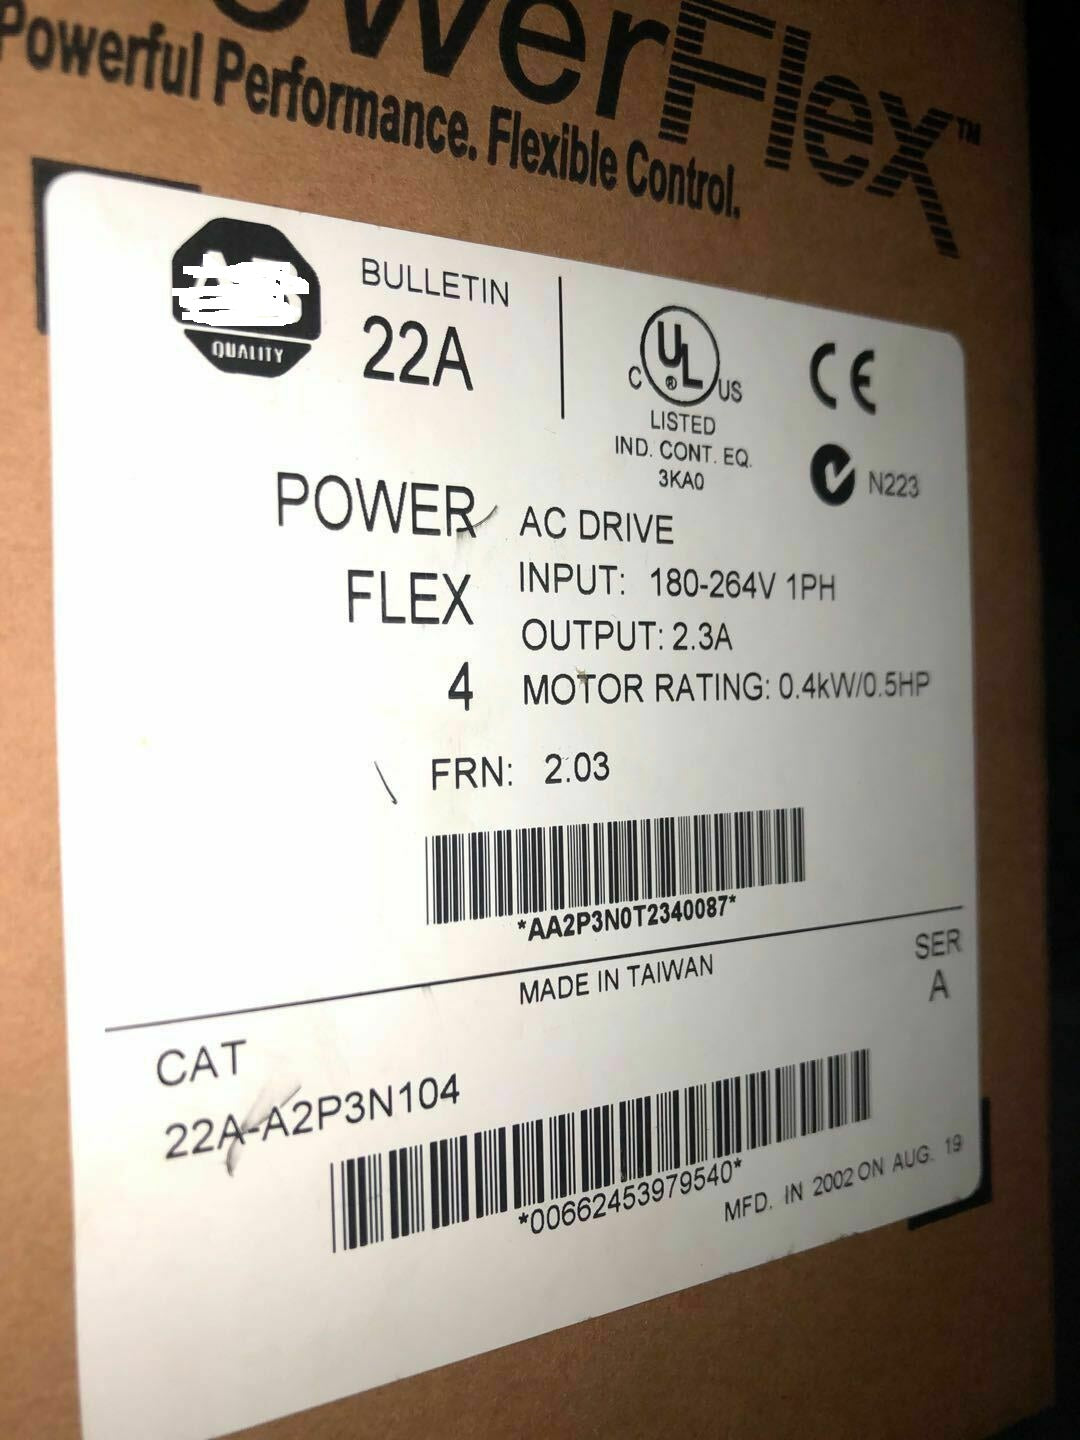 PowerFlex™
Powerful Performance. Flexible Control.
QUALITY
BULLETIN
22A
C UL® US
LISTED
IND. CONT. EQ.
3KA0
CE
N223
POWER
FLEX
4
AC DRIVE
INPUT: 180-264V 1PH
OUTPUT: 2.3A
MOTOR RATING: 0.4kW/0.5HP
FRN: 2.03
*AA2P3N0T2340087*
MADE IN TAIWAN
SER
A
CAT
22A-A2P3N104
*00662453979540*
MFD. IN 2002 ON AUG. 19